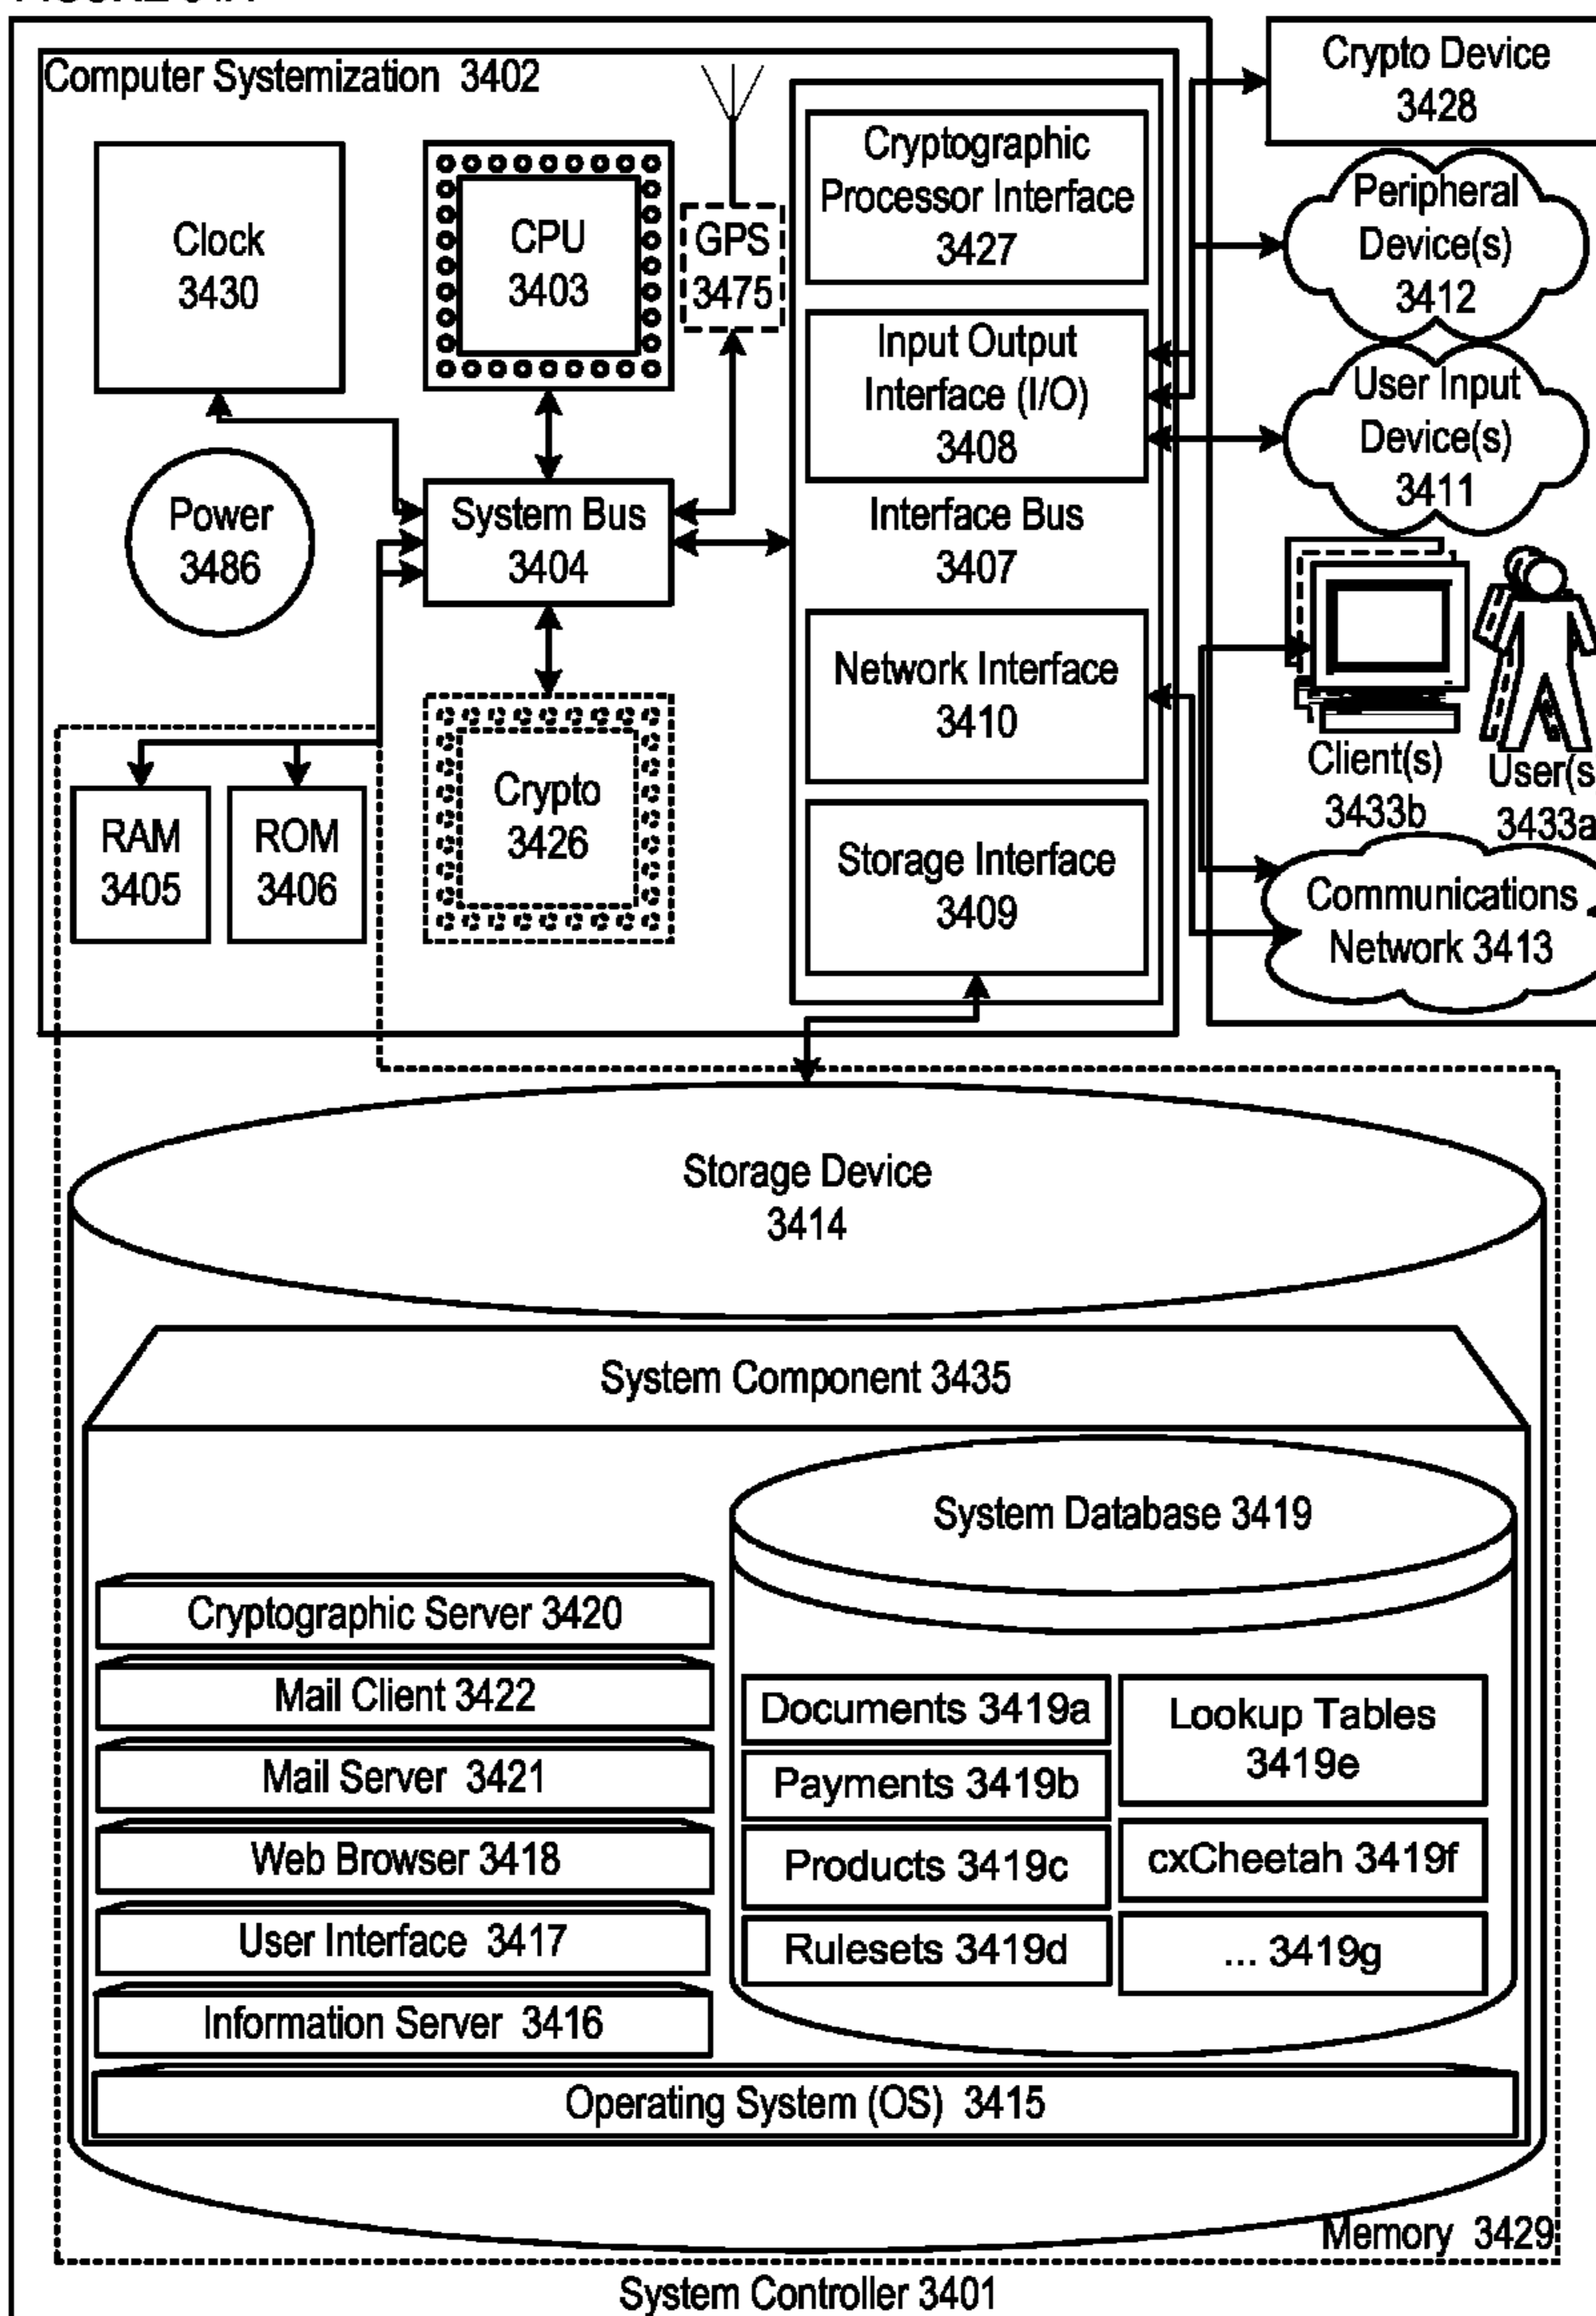 Computer Systemization 3402
Clock
3430
CPU
3403
GPS
3475
Cryptographic
Processor Interface
3427
Input Output
Interface (I/O)
3408
Interface Bus
3407
Network Interface
3410
Storage Interface
3409
Power
3486
System Bus
3404
RAM
3405
ROM
3406
Crypto
3426
Crypto Device
3428
Peripheral
Device(s)
3412
User Input
Device(s)
3411
Client(s)
3433b
User(s
3433a
Communications
Network 3413
Storage Device
3414
System Component 3435
System Database 3419
Cryptographic Server 3420
Mail Client 3422
Mail Server 3421
Web Browser 3418
User Interface 3417
Information Server 3416
Documents 3419a
Payments 3419b
Products 3419c
Rulesets 3419d
Lookup Tables
3419e
cxCheetah 3419f
... 3419g
Operating System (OS) 3415
Memory 3429
System Controller 3401